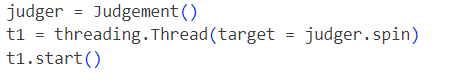 judger = Judgement()
t1 = threading.Thread(target = judger.spin)
t1.start()